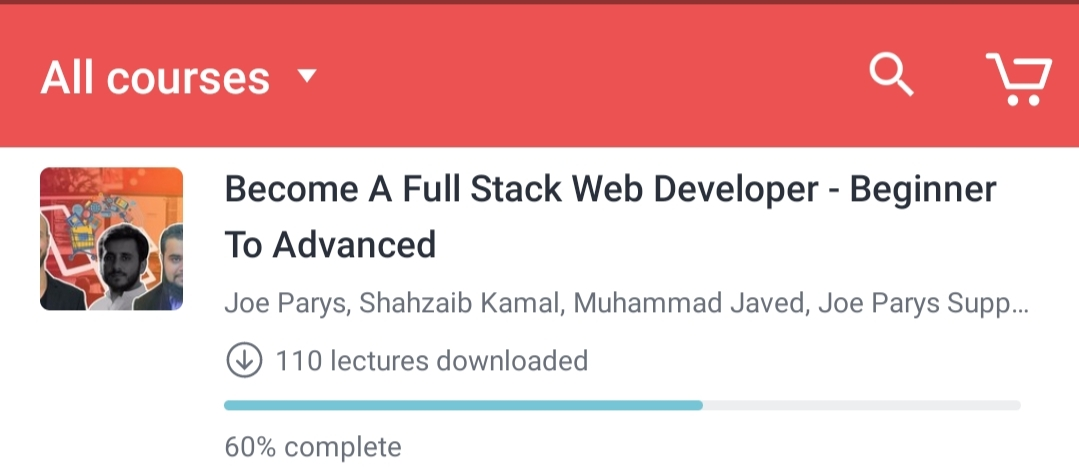 All courses
Become A Full Stack Web Developer - Beginner
To Advanced
Joe Parys, Shahzaib Kamal, Muhammad Javed, Joe Parys Supp...
110 lectures downloaded
60% complete